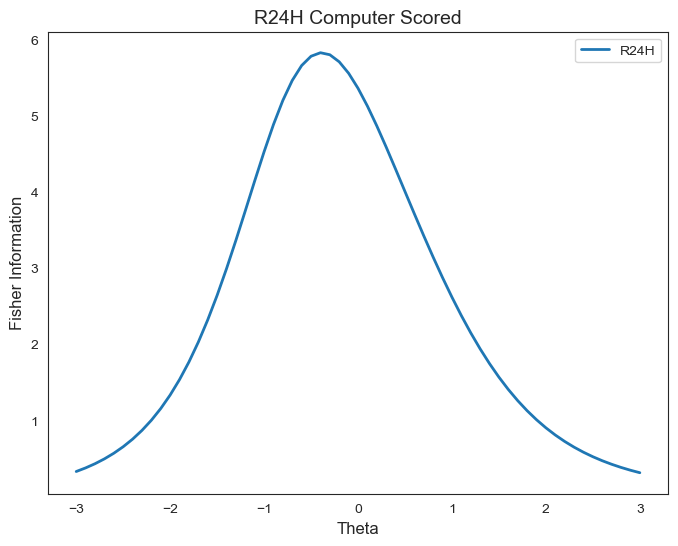 R24H Computer Scored
R24H
Fisher Information
6
5
4
3
2
1
−3 −2 −1 0 1 2 3
Theta